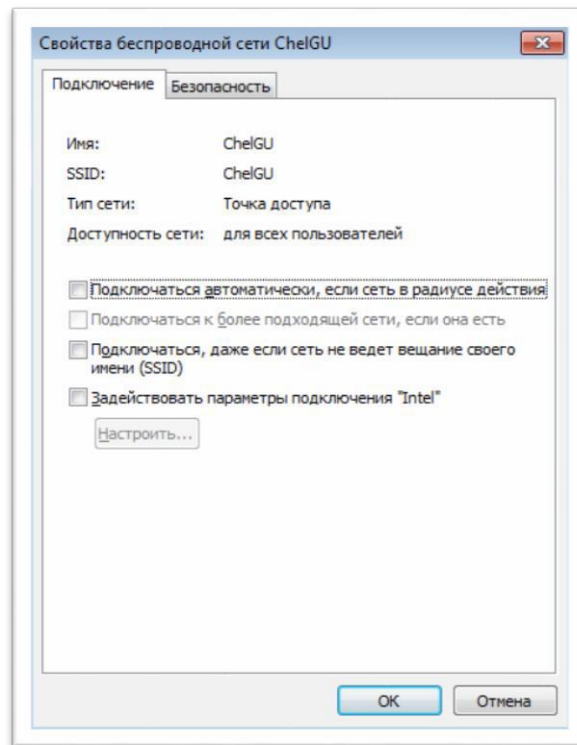 Свойства беспроводной сети ChelGU
Подключение Безопасность
Имя: ChelGU
SSID: ChelGU
Тип сети: Точка доступа
Доступность сети: для всех пользователей
Подключаться автоматически, если сеть в радиусе действия
Подключаться к более подходящей сети, если она есть
Подключаться, даже если сеть не ведет вещание своего
имени (SSID)
Задействовать параметры подключения "Intel"
Настроить...
OK Отмена